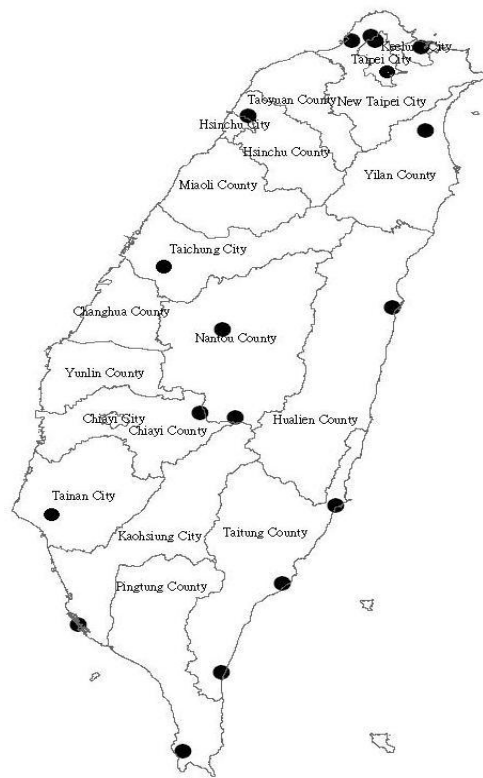 Keelung City
Taipei City
Taoyuan County
New Taipei City
Hsinchu City
Hsinchu County
Yilan County
Miaoli County
Taichung City
Changhua County
Nantou County
Yunlin County
Chiayi City
Chiayi County
Hualien County
Tainan City
Kaohsiung City
Taitung County
Pingtung County